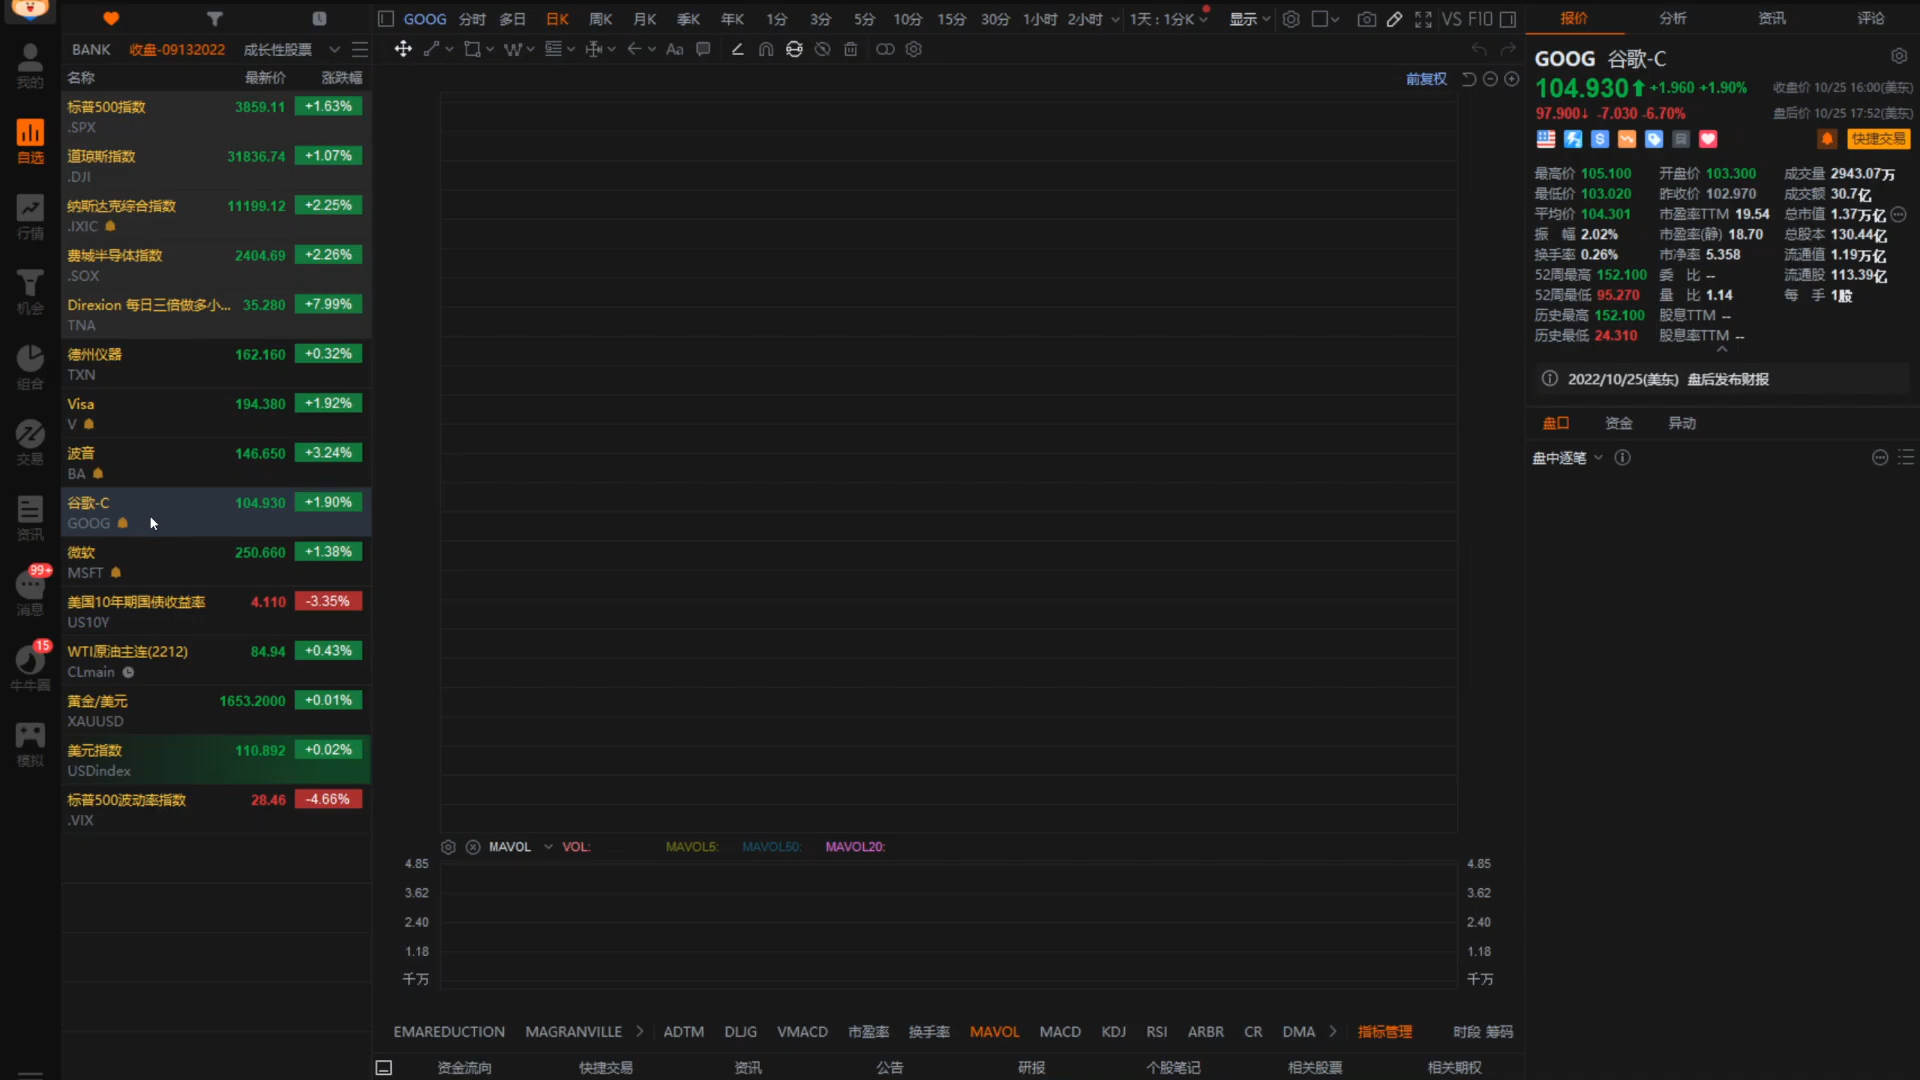 GOOG 分时 多日 日K 周K 月K 季K 年K 1分 3分 5分 10分 15分 30分 1小时 2小时 1天 : 1分K 显示 VS F10 报价 分析 资讯 评论
我的
自选
行情
机会
组合
交易
资讯
99+
消息
15
牛牛圈
模拟
BANK 收盘-09132022 成长性股票
名称 最新价 涨跌幅
标普500指数 3859.11 +1.63%
.SPX
道琼斯指数 31836.74 +1.07%
.DJI
纳斯达克综合指数 11199.12 +2.25%
.IXIC
费城半导体指数 2404.69 +2.26%
.SOX
Direxion 每日三倍做多小... 35.280 +7.99%
TNA
德州仪器 162.160 +0.32%
TXN
Visa 194.380 +1.92%
V
波音 146.650 +3.24%
BA
谷歌-C 104.930 +1.90%
GOOG
微软 250.660 +1.38%
MSFT
美国10年期国债收益率 4.110 -3.35%
US10Y
WTI原油主连(2212) 84.94 +0.43%
CLmain
黄金/美元 1653.2000 +0.01%
XAUUSD
美元指数 110.892 +0.02%
USDindex
标普500波动率指数 28.46 -4.66%
.VIX
Aa
前复权
MAVOL VOL: MAVOL5: MAVOL50: MAVOL20:
4.85 4.85
3.62 3.62
2.40 2.40
1.18 1.18
千万 千万
EMAREDUCTION MAGRANVILLE ADTM DLJG VMACD 市盈率 换手率 MAVOL MACD KDJ RSI ARBR CR DMA 指标管理 时段 筹码
资金流向 快捷交易 资讯 公告 研报 个股笔记 相关股票 相关期权
GOOG 谷歌-C
104.930 +1.960 +1.90% 收盘价 10/25 16:00(美东)
97.900↓ -7.030 -6.70% 盘后价 10/25 17:52(美东)
快捷交易
最高价 105.100 开盘价 103.300 成交量 2943.07万
最低价 103.020 昨收价 102.970 成交额 30.7亿
平均价 104.301 市盈率TTM 19.54 总市值 1.37万亿
振 幅 2.02% 市盈率(静) 18.70 总股本 130.44亿
换手率 0.26% 市净率 5.358 流通值 1.19万亿
52周最高 152.100 委 比 -- 流通股 113.39亿
52周最低 95.270 量 比 1.14 每 手 1股
历史最高 152.100 股息TTM --
历史最低 24.310 股息率TTM --
2022/10/25(美东) 盘后发布财报
盘口 资金 异动
盘中逐笔